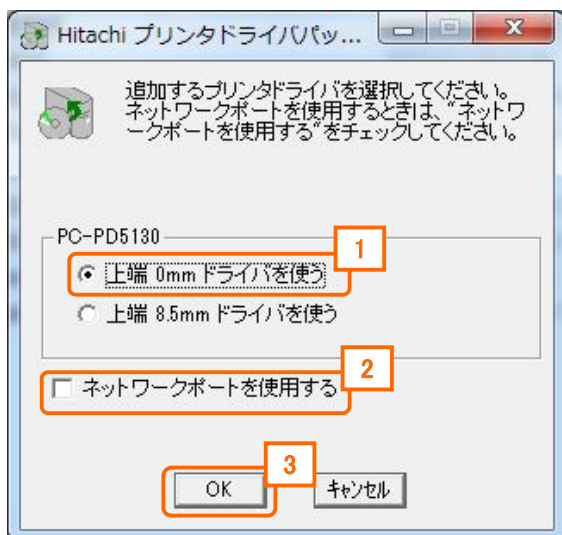 Hitachi プリンタドライバパッ...
追加するプリンタドライバを選択してください。
ネットワークポートを使用するときは、"ネットワ
ークポートを使用する"をチェックしてください。
PC-PD5130
1
上端 0mm ドライバを使う
上端 8.5mm ドライバを使う
2
ネットワークポートを使用する
3
OK
キャンセル